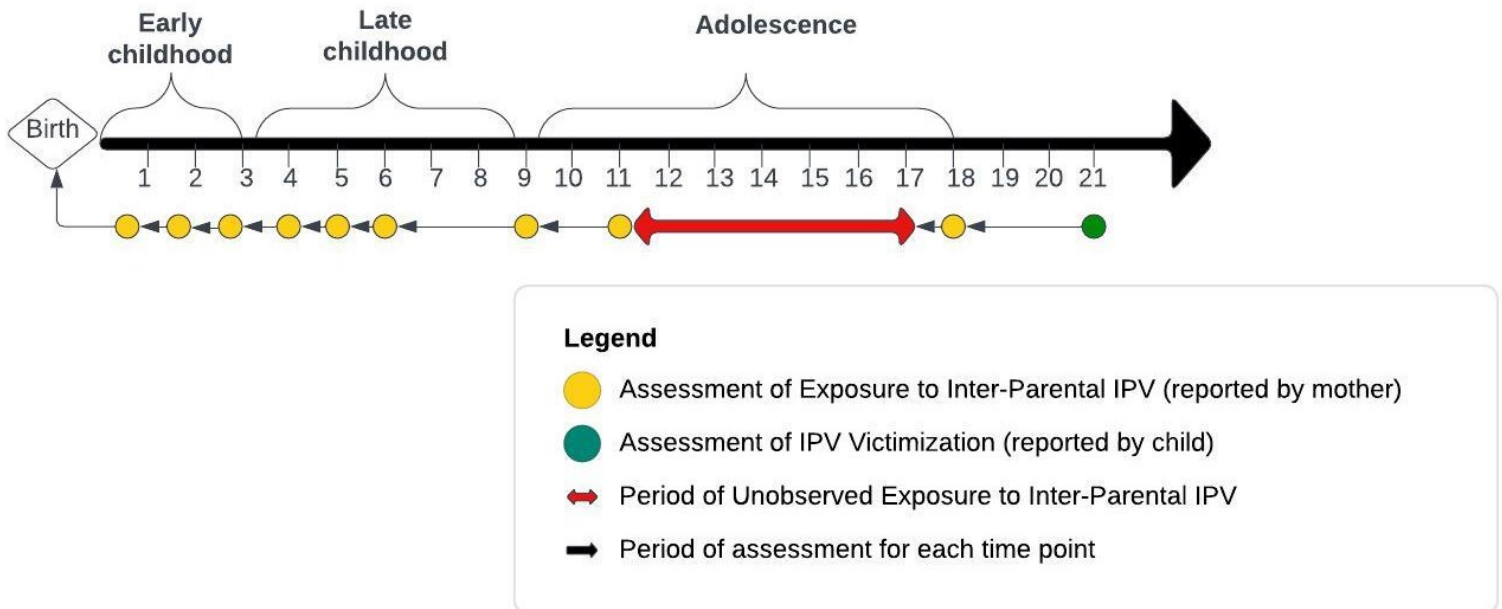 Early
childhood
Late
childhood
Adolescence
Birth
1 2 3 4 5 6 7 8 9 10 11 12 13 14 15 16 17 18 19 20 21
Legend
Assessment of Exposure to Inter-Parental IPV (reported by mother)
Assessment of IPV Victimization (reported by child)
Period of Unobserved Exposure to Inter-Parental IPV
Period of assessment for each time point